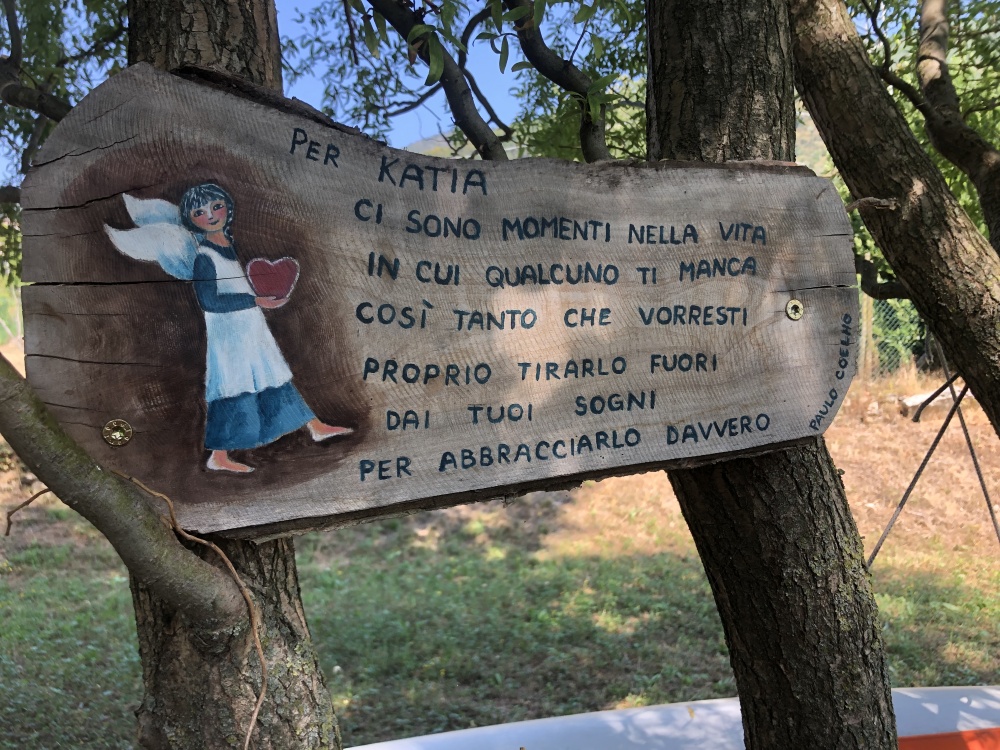 PER KATIA
CI SONO MOMENTI NELLA VITA
IN CUI QUALCUNO TI MANCA
COSÌ TANTO CHE VORRESTI
PROPRIO TIRARLO FUORI
DAI TUOI SOGNI
PER ABBRACCIARLO DAVVERO
PAULO COELHO